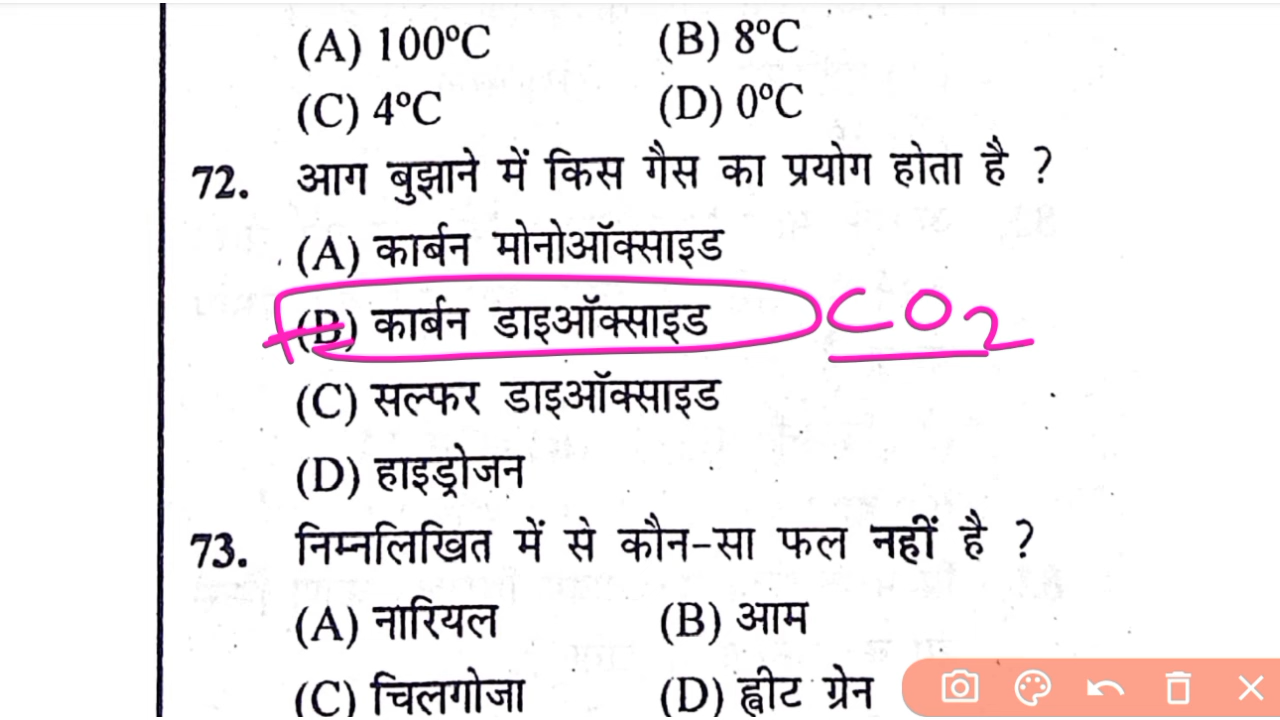 (A) 100°C (B) 8°C
(C) 4°C (D) 0°C
72. आग बुझाने में किस गैस का प्रयोग होता है ?
(A) कार्बन मोनोऑक्साइड
(B) कार्बन डाइऑक्साइड CO2
(C) सल्फर डाइऑक्साइड
(D) हाइड्रोजन
73. निम्नलिखित में से कौन-सा फल नहीं है ?
(A) नारियल (B) आम
(C) चिलगोजा (D) ह्वीट ग्रेन